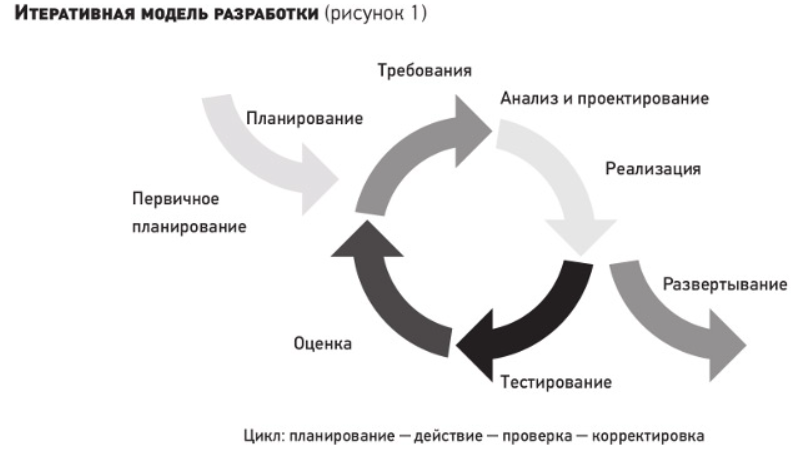 Итеративная модель разработки (рисунок 1)
Требования
Анализ и проектирование
Планирование
Реализация
Первичное
планирование
Развертывание
Оценка
Тестирование
Цикл: планирование — действие — проверка — корректировка